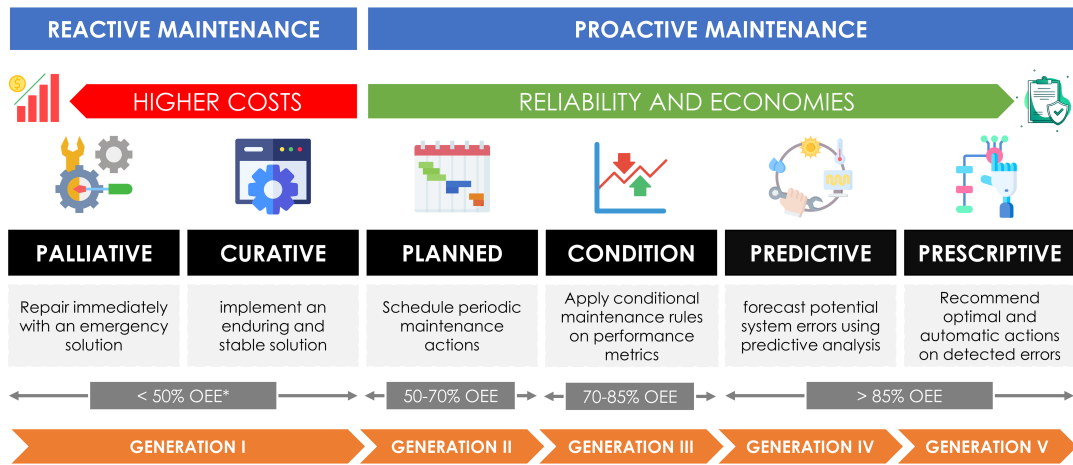 REACTIVE MAINTENANCE
PROACTIVE MAINTENANCE
HIGHER COSTS
RELIABILITY AND ECONOMIES
PALLIATIVE
CURATIVE
PLANNED
CONDITION
PREDICTIVE
PRESCRIPTIVE
Repair immediately
with an emergency
solution
implement an
enduring and
stable solution
Schedule periodic
maintenance
actions
Apply conditional
maintenance rules
on performance
metrics
forecast potential
system errors using
predictive analysis
Recommend
optimal and
automatic actions
on detected errors
< 50% OEE*
50-70% OEE
70-85% OEE
> 85% OEE
GENERATION I
GENERATION II
GENERATION III
GENERATION IV
GENERATION V